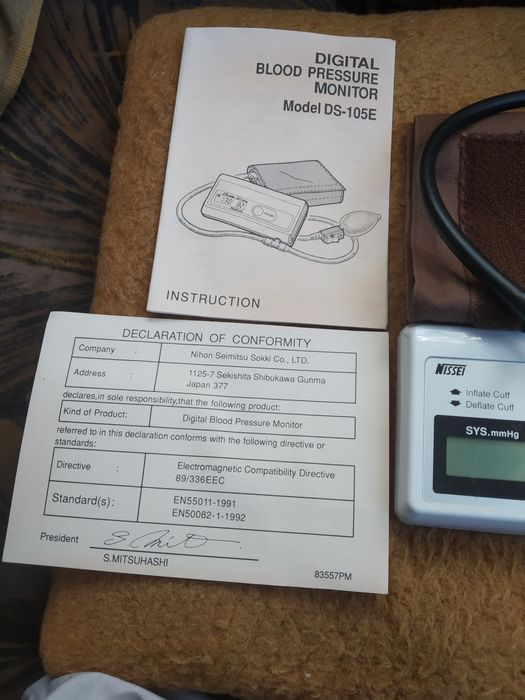 DIGITAL
BLOOD PRESSURE
MONITOR
Model DS-105E
INSTRUCTION
DECLARATION OF CONFORMITY
Company : Nihon Seimitsu Sokki Co., LTD.
Address : 1125-7 Sekishita Shibukawa Gunma
Japan 377
declares,in sole responsibility,that the following product:
Kind of Product: Digital Blood Pressure Monitor
referred to in this declaration conforms with the following directive or
standards:
Directive : Electromagnetic Compatibility Directive
89/336EEC
Standard(s): EN55011-1991
EN50082-1-1992
President
S.MITSUHASHI
83557PM
NISSEI
Inflate Cuff
Deflate Cuff
SYS.mmHg